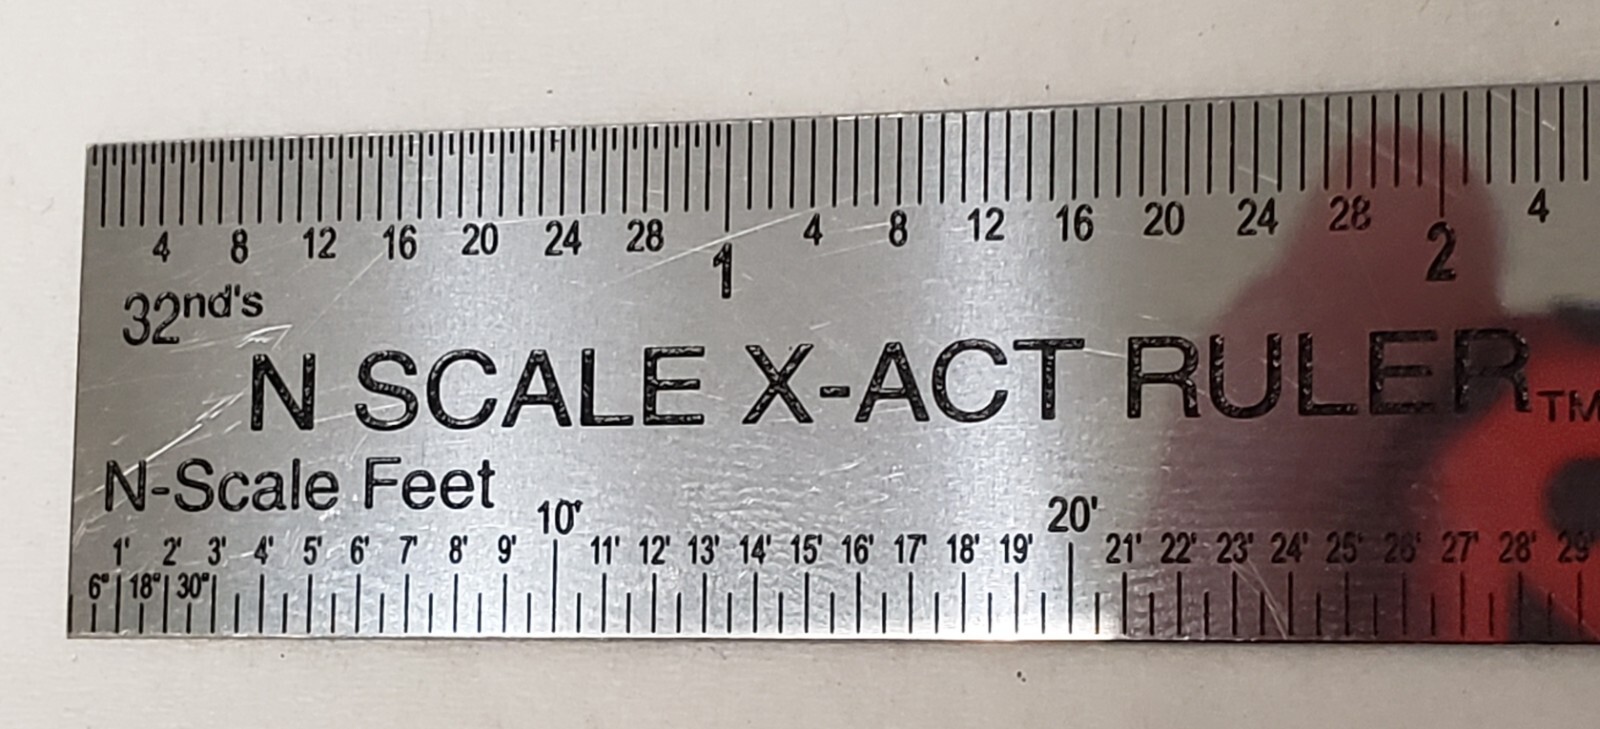 4 8 12 16 20 24 28 1 4 8 12 16 20 24 28 2 4
32nd's
N SCALE X-ACT RULER™
N-Scale Feet
10' 20'
1' 2' 3' 4' 5' 6' 7' 8' 9' 11' 12' 13' 14' 15' 16' 17' 18' 19' 21' 22' 23' 24' 25' 26' 27' 28' 29'
6" 18" 30"